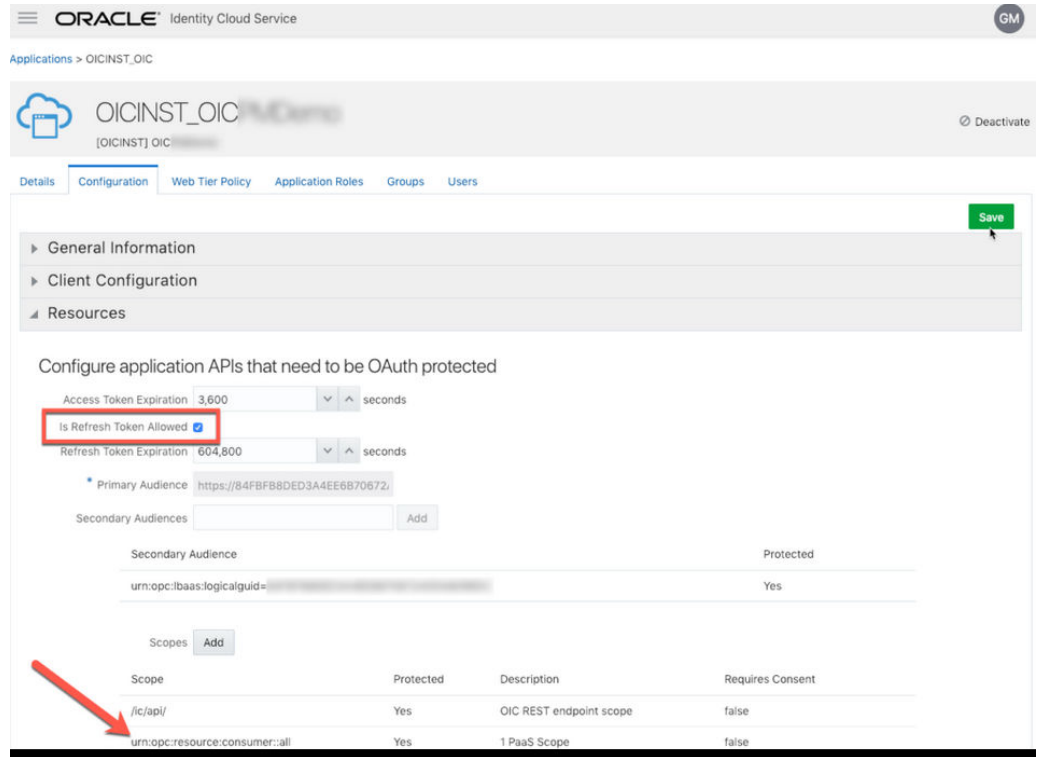 ORACLE® Identity Cloud Service
GM
Applications > OICINST_OIC
OICINST_OIC
[OICINST] OIC
Deactivate
Details Configuration Web Tier Policy Application Roles Groups Users
Save
General Information
Client Configuration
Resources
Configure application APIs that need to be OAuth protected
Access Token Expiration 3,600 seconds
Is Refresh Token Allowed
Refresh Token Expiration 604,800 seconds
* Primary Audience https://84FBFB8DED3A4EE6B70672
Secondary Audiences Add
Secondary Audience Protected
urn:opc:lbaas:logicalguid= Yes
Scopes Add
Scope Protected Description Requires Consent
/ic/api/ Yes OIC REST endpoint scope false
urn:opc:resource:consumer::all Yes 1 PaaS Scope false